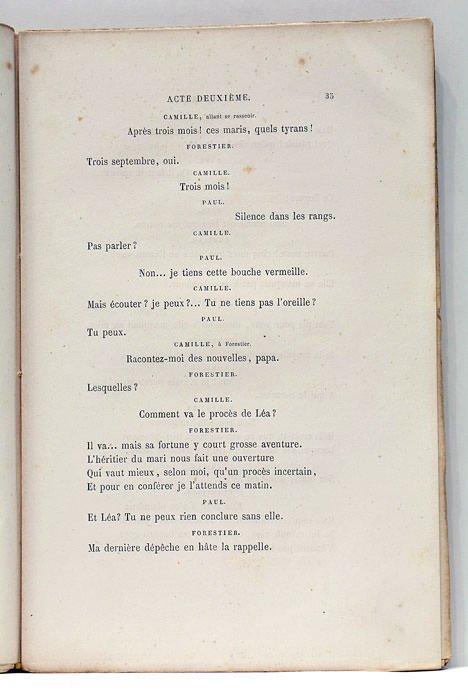 ACTE DEUXIÈME. 35
CAMILLE, allant se rasseoir.
Après trois mois! ces maris, quels tyrans!
FORESTIER.
Trois septembre, oui.
CAMILLE.
Trois mois!
PAUL.
Silence dans les rangs.
CAMILLE.
Pas parler?
PAUL.
Non... je tiens cette bouche vermeille.
CAMILLE.
Mais écouter? je peux?... Tu ne tiens pas l'oreille?
PAUL.
Tu peux.
CAMILLE, à Forestier.
Racontez-moi des nouvelles, papa.
FORESTIER.
Lesquelles?
CAMILLE.
Comment va le procès de Léa?
FORESTIER.
Il va... mais sa fortune y court grosse aventure.
L'héritier du mari nous fait une ouverture
Qui vaut mieux, selon moi, qu'un procès incertain,
Et pour en conférer je l'attends ce matin.
PAUL.
Et Léa? Tu ne peux rien conclure sans elle.
FORESTIER.
Ma dernière dépêche en hâte la rappelle.